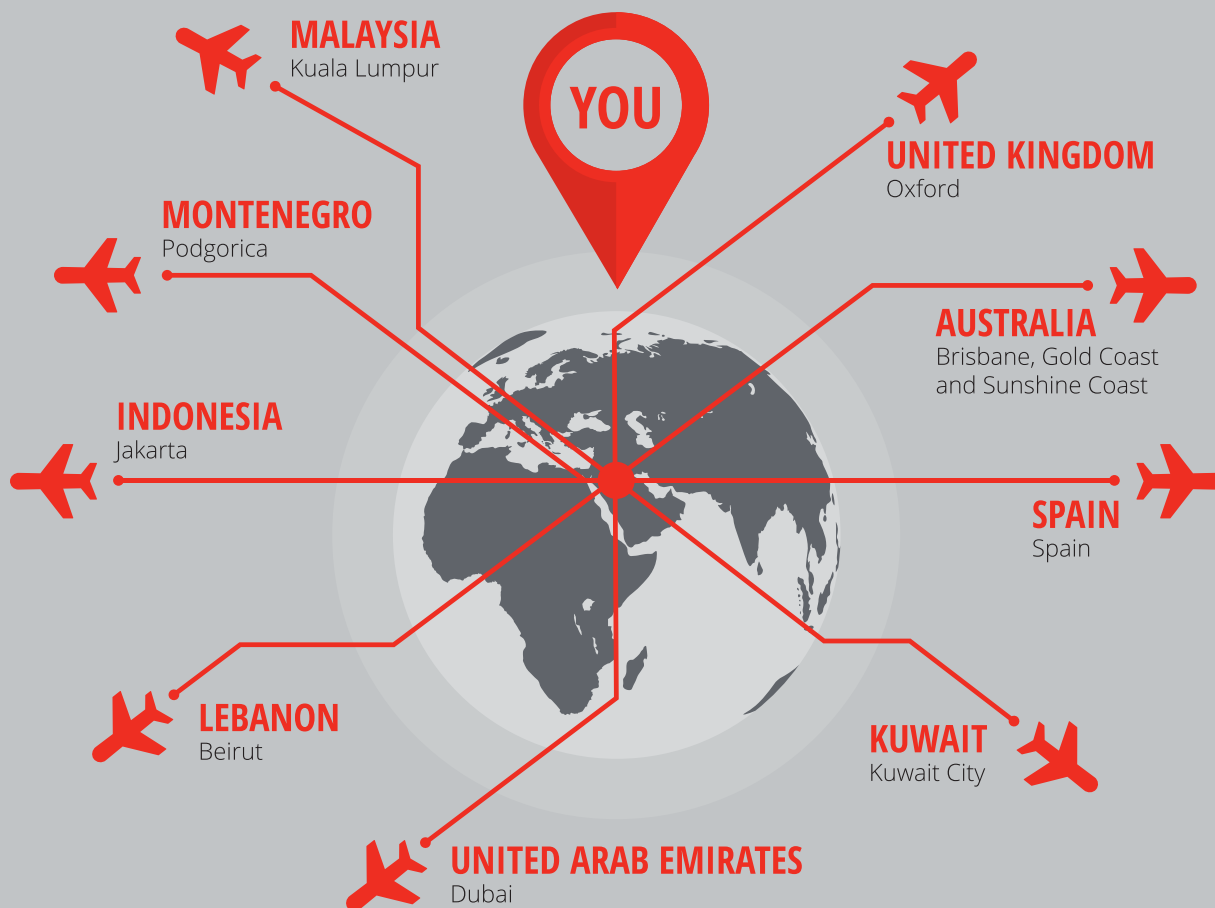 MALAYSIA
Kuala Lumpur
YOU
UNITED KINGDOM
Oxford
MONTENEGRO
Podgorica
AUSTRALIA
Brisbane, Gold Coast
and Sunshine Coast
INDONESIA
Jakarta
SPAIN
Spain
LEBANON
Beirut
KUWAIT
Kuwait City
UNITED ARAB EMIRATES
Dubai